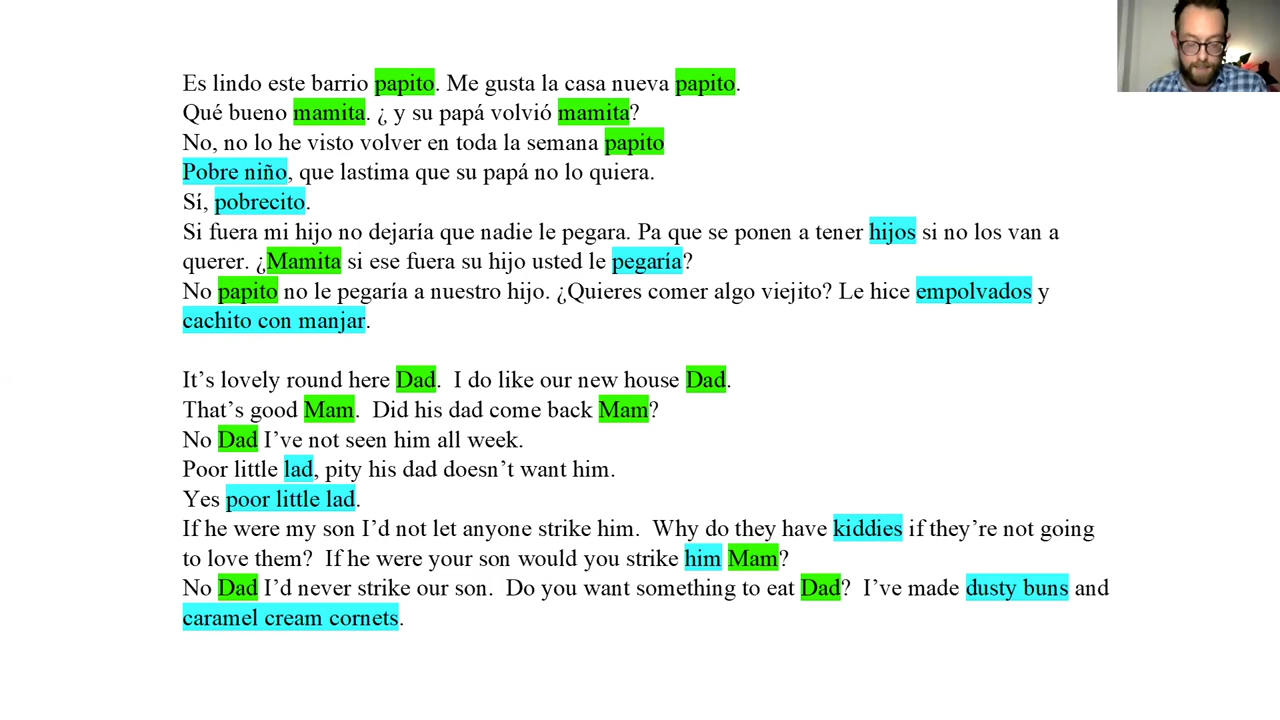 Es lindo este barrio papito. Me gusta la casa nueva papito.
Qué bueno mamita. ¿ y su papá volvió mamita?
No, no lo he visto volver en toda la semana papito
Pobre niño, que lastima que su papá no lo quiera.
Sí, pobrecito.
Si fuera mi hijo no dejaría que nadie le pegara. Pa que se ponen a tener hijos si no los van a
querer. ¿Mamita si ese fuera su hijo usted le pegaría?
No papito no le pegaría a nuestro hijo. ¿Quieres comer algo viejito? Le hice empolvados y
cachito con manjar.
It’s lovely round here Dad.  I do like our new house Dad.
That’s good Mam.  Did his dad come back Mam?
No Dad I’ve not seen him all week.
Poor little lad, pity his dad doesn’t want him.
Yes poor little lad.
If he were my son I’d not let anyone strike him.  Why do they have kiddies if they’re not going
to love them?  If he were your son would you strike him Mam?
No Dad I’d never strike our son.  Do you want something to eat Dad?  I’ve made dusty buns and
caramel cream cornets.